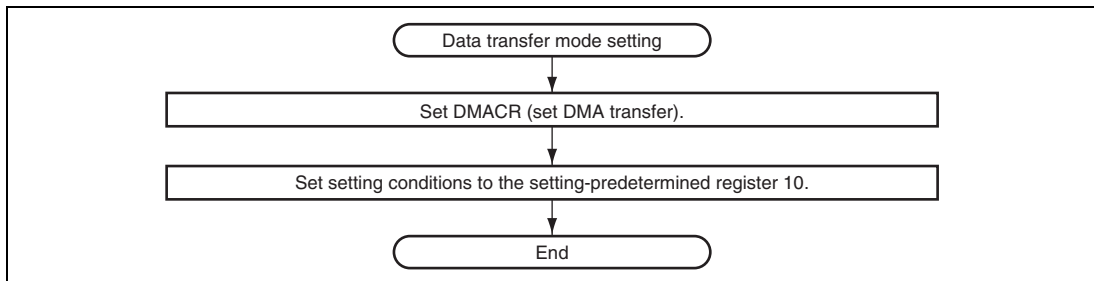 Data transfer mode setting
Set DMACR (set DMA transfer).
Set setting conditions to the setting-predetermined register 10.
End